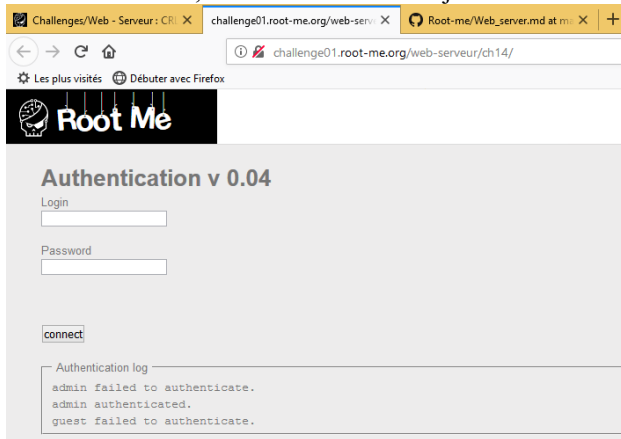 Challenges/Web - Serveur : CRL
challenge01.root-me.org/web-serv
Root-me/Web_server.md at m
challenge01.root-me.org/web-serveur/ch14/
Les plus visités
Débuter avec Firefox
Root Me
Authentication v 0.04
Login
Password
connect
Authentication log
admin failed to authenticate.
admin authenticated.
guest failed to authenticate.